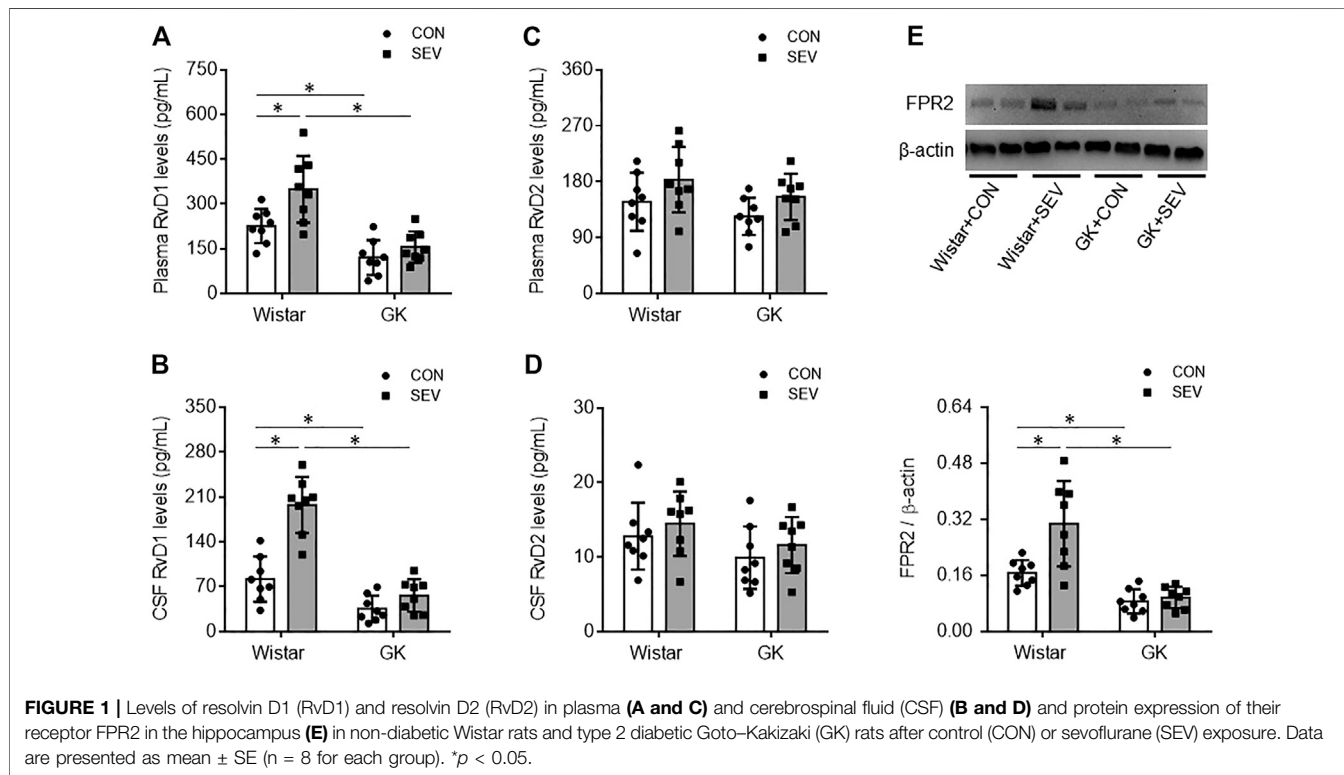 A
CON
SEV
Plasma RvD1 levels (pg/mL)
750
600
450
300
150
0
*
*
*
Wistar
GK
C
CON
SEV
Plasma RvD2 levels (pg/mL)
360
270
180
90
0
Wistar
GK
E
FPR2
β-actin
Wistar+CON
Wistar+SEV
GK+CON
GK+SEV
B
CON
SEV
CSF RvD1 levels (pg/mL)
350
280
210
140
70
0
*
*
*
Wistar
GK
D
CON
SEV
CSF RvD2 levels (pg/mL)
30
20
10
0
Wistar
GK
CON
SEV
FPR2 / β-actin
0.64
0.48
0.32
0.16
0.00
*
*
*
Wistar
GK
FIGURE 1 | Levels of resolvin D1 (RvD1) and resolvin D2 (RvD2) in plasma (A and C) and cerebrospinal fluid (CSF) (B and D) and protein expression of their
receptor FPR2 in the hippocampus (E) in non-diabetic Wistar rats and type 2 diabetic Goto–Kakizaki (GK) rats after control (CON) or sevoflurane (SEV) exposure. Data
are presented as mean ± SE (n = 8 for each group). *p < 0.05.